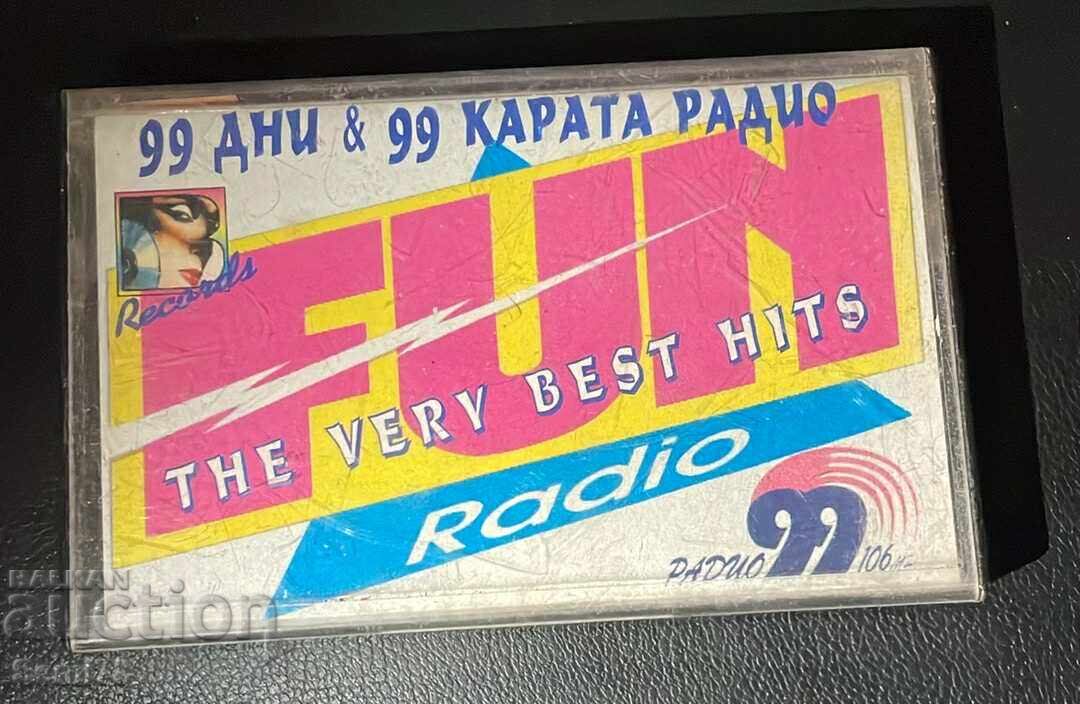 99 ДНИ & 99 КАРАТА РАДИО
FUN
Records
THE VERY BEST HITS
Radio
РАДИО 99 106
BALKAN
auction